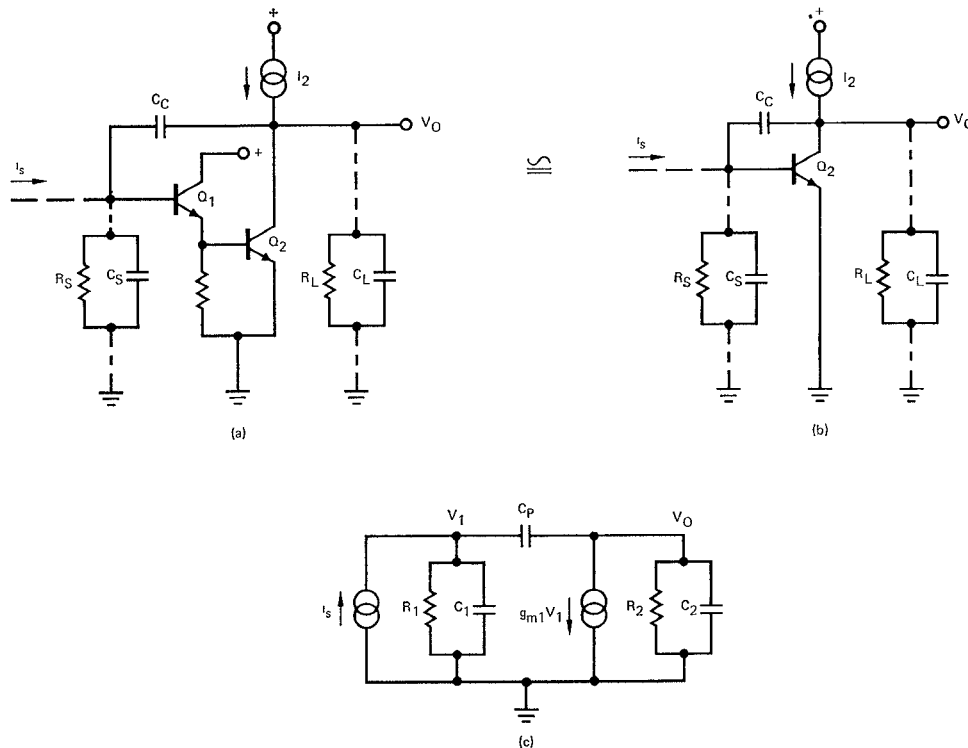 +
I2
CC
VO
is
+
Q1
Q2
RS
CS
RL
CL
(a)
≅
+
I2
CC
VO
is
Q2
RS
CS
RL
CL
(b)
CP
V1
VO
is
R1
C1
gm1V1
R2
C2
(c)